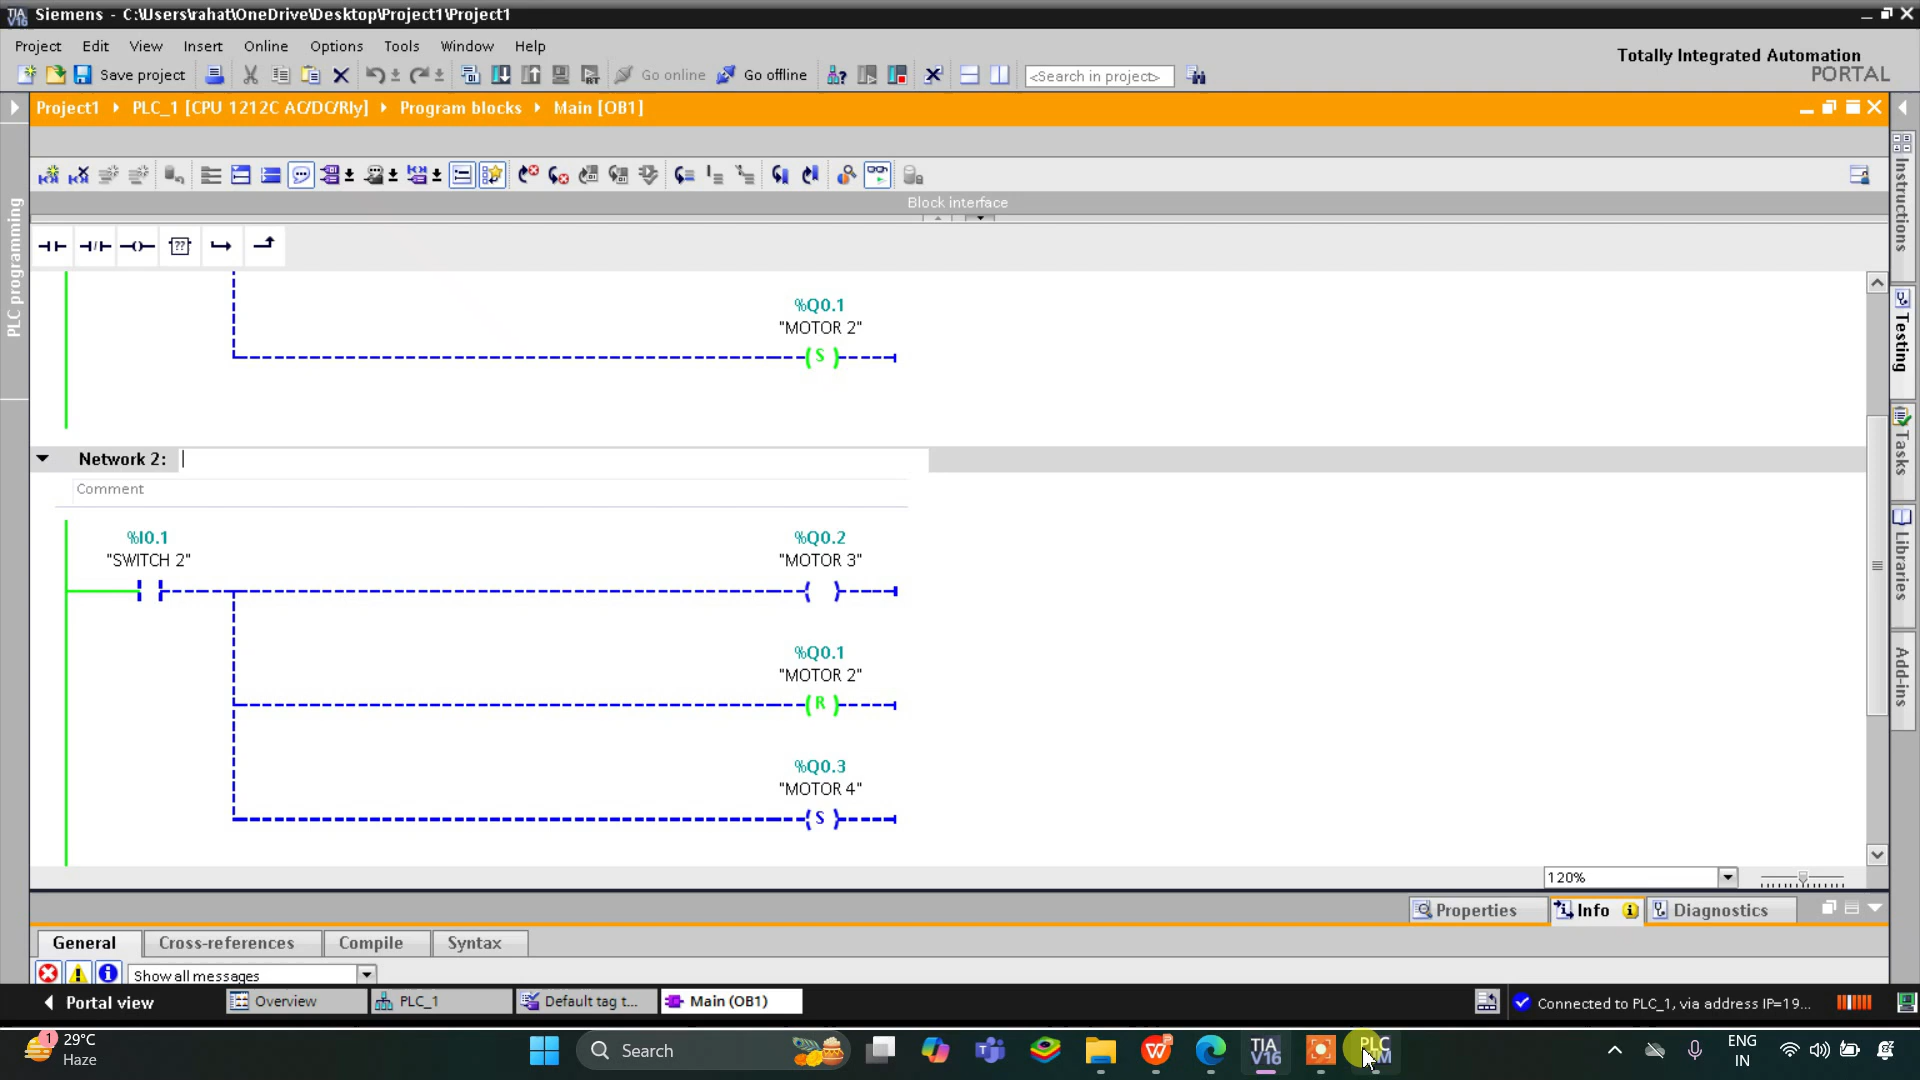 TIA V16 Siemens - C:\Users\rahat\OneDrive\Desktop\Project1\Project1
Project Edit View Insert Online Options Tools Window Help
Totally Integrated Automation
PORTAL
Save project Go online Go offline <Search in project>
Project1 PLC_1 [CPU 1212C AC/DC/Rly] Program blocks Main [OB1]
Block interface
??
PLC programming
Instructions
Testing
Tasks
Libraries
Add-ins
%Q0.1
"MOTOR 2"
S
Network 2:
Comment
%I0.1 %Q0.2
"SWITCH 2" "MOTOR 3"
%Q0.1
"MOTOR 2"
R
%Q0.3
"MOTOR 4"
S
120%
Properties Info Diagnostics
General Cross-references Compile Syntax
Show all messages
Portal view Overview PLC_1 Default tag t... Main (OB1) Connected to PLC_1, via address IP=19...
1 29°C
Haze
Search
TIA V16
PLC
ENG
IN